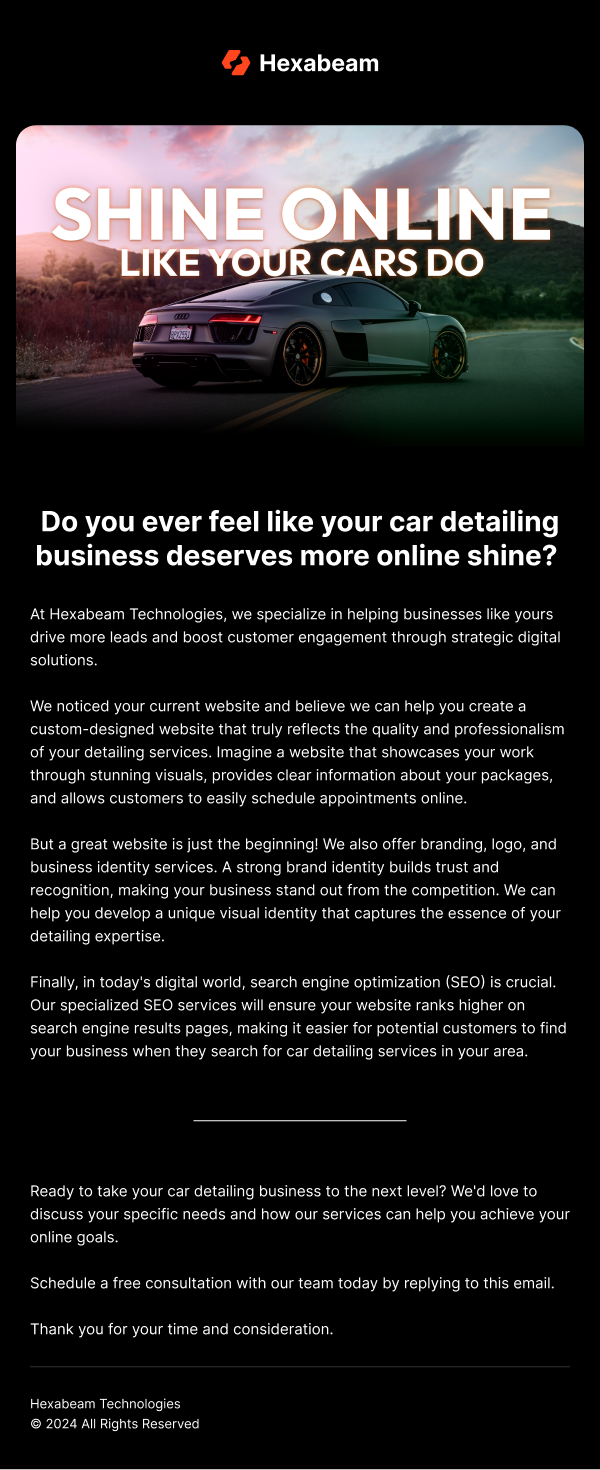 Hexabeam
SHINE ONLINE
LIKE YOUR CARS DO
Do you ever feel like your car detailing
business deserves more online shine?
At Hexabeam Technologies, we specialize in helping businesses like yours
drive more leads and boost customer engagement through strategic digital
solutions.
We noticed your current website and believe we can help you create a
custom-designed website that truly reflects the quality and professionalism
of your detailing services. Imagine a website that showcases your work
through stunning visuals, provides clear information about your packages,
and allows customers to easily schedule appointments online.
But a great website is just the beginning! We also offer branding, logo, and
business identity services. A strong brand identity builds trust and
recognition, making your business stand out from the competition. We can
help you develop a unique visual identity that captures the essence of your
detailing expertise.
Finally, in today's digital world, search engine optimization (SEO) is crucial.
Our specialized SEO services will ensure your website ranks higher on
search engine results pages, making it easier for potential customers to find
your business when they search for car detailing services in your area.
Ready to take your car detailing business to the next level? We'd love to
discuss your specific needs and how our services can help you achieve your
online goals.
Schedule a free consultation with our team today by replying to this email.
Thank you for your time and consideration.
Hexabeam Technologies
© 2024 All Rights Reserved